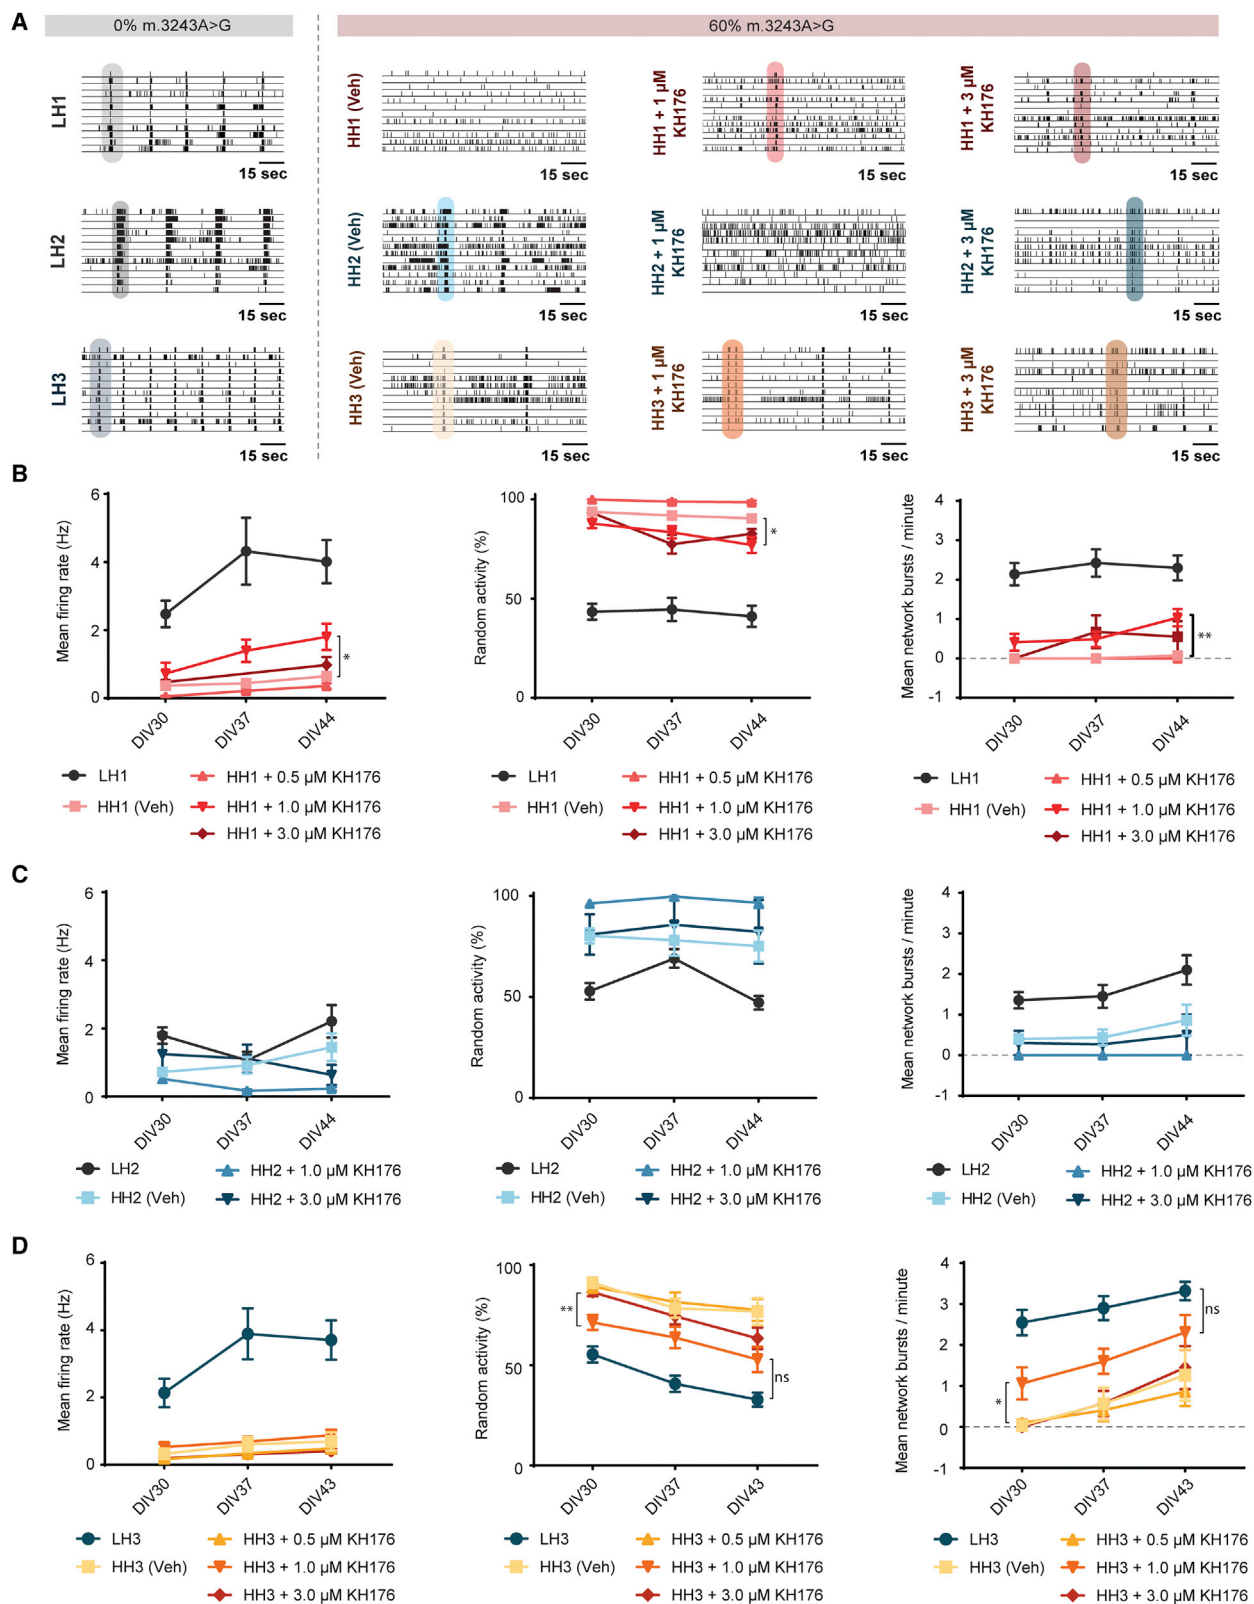 A
0% m.3243A>G
60% m.3243A>G
LH1
15 sec
HH1 (Veh)
15 sec
HH1 + 1 µM
KH176
15 sec
HH1 + 3 µM
KH176
15 sec
LH2
15 sec
HH2 (Veh)
15 sec
HH2 + 1 µM
KH176
15 sec
HH2 + 3 µM
KH176
15 sec
LH3
15 sec
HH3 (Veh)
15 sec
HH3 + 1 µM
KH176
15 sec
HH3 + 3 µM
KH176
15 sec
B
Mean firing rate (Hz)
6
4
2
0
*
DIV30
DIV37
DIV44
LH1
HH1 (Veh)
HH1 + 0.5 µM KH176
HH1 + 1.0 µM KH176
HH1 + 3.0 µM KH176
Random activity (%)
100
50
0
*
DIV30
DIV37
DIV44
LH1
HH1 (Veh)
HH1 + 0.5 µM KH176
HH1 + 1.0 µM KH176
HH1 + 3.0 µM KH176
Mean network bursts / minute
4
3
2
1
0
-1
**
DIV30
DIV37
DIV44
LH1
HH1 (Veh)
HH1 + 0.5 µM KH176
HH1 + 1.0 µM KH176
HH1 + 3.0 µM KH176
C
Mean firing rate (Hz)
6
4
2
0
DIV30
DIV37
DIV44
LH2
HH2 (Veh)
HH2 + 1.0 µM KH176
HH2 + 3.0 µM KH176
Random activity (%)
100
50
0
DIV30
DIV37
DIV44
LH2
HH2 (Veh)
HH2 + 1.0 µM KH176
HH2 + 3.0 µM KH176
Mean network bursts / minute
4
3
2
1
0
-1
DIV30
DIV37
DIV44
LH2
HH2 (Veh)
HH2 + 1.0 µM KH176
HH2 + 3.0 µM KH176
D
Mean firing rate (Hz)
6
4
2
0
DIV30
DIV37
DIV43
LH3
HH3 (Veh)
HH3 + 0.5 µM KH176
HH3 + 1.0 µM KH176
HH3 + 3.0 µM KH176
Random activity (%)
100
50
0
**
ns
DIV30
DIV37
DIV43
LH3
HH3 (Veh)
HH3 + 0.5 µM KH176
HH3 + 1.0 µM KH176
HH3 + 3.0 µM KH176
Mean network bursts / minute
4
3
2
1
0
-1
*
ns
DIV30
DIV37
DIV43
LH3
HH3 (Veh)
HH3 + 0.5 µM KH176
HH3 + 1.0 µM KH176
HH3 + 3.0 µM KH176